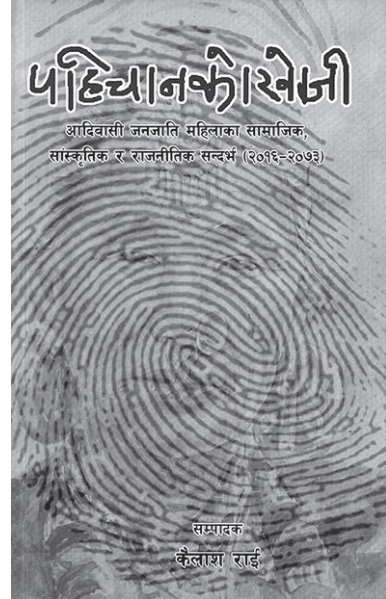 पहिचानको खोजी
आदिवासी जनजाति महिलाका सामाजिक,
सांस्कृतिक र राजनीतिक सन्दर्भ (२०१६–२०७३)
सम्पादक
कैलाश राई